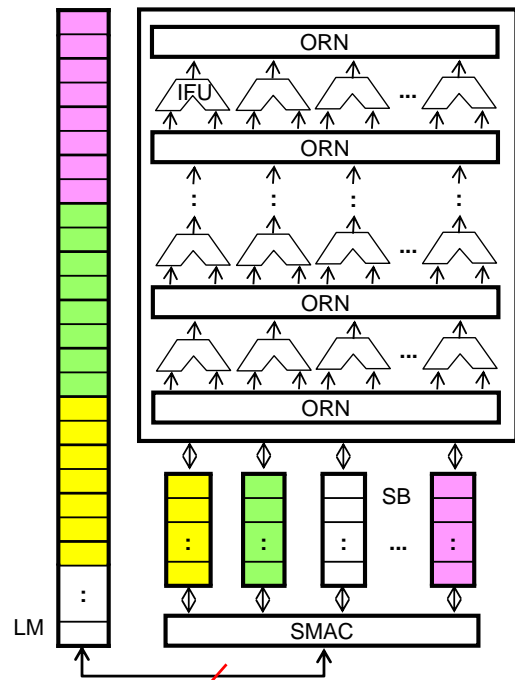 ORN
IFU
...
ORN
: : : :
...
ORN
...
ORN
SB
: : : ... :
:
LM
SMAC